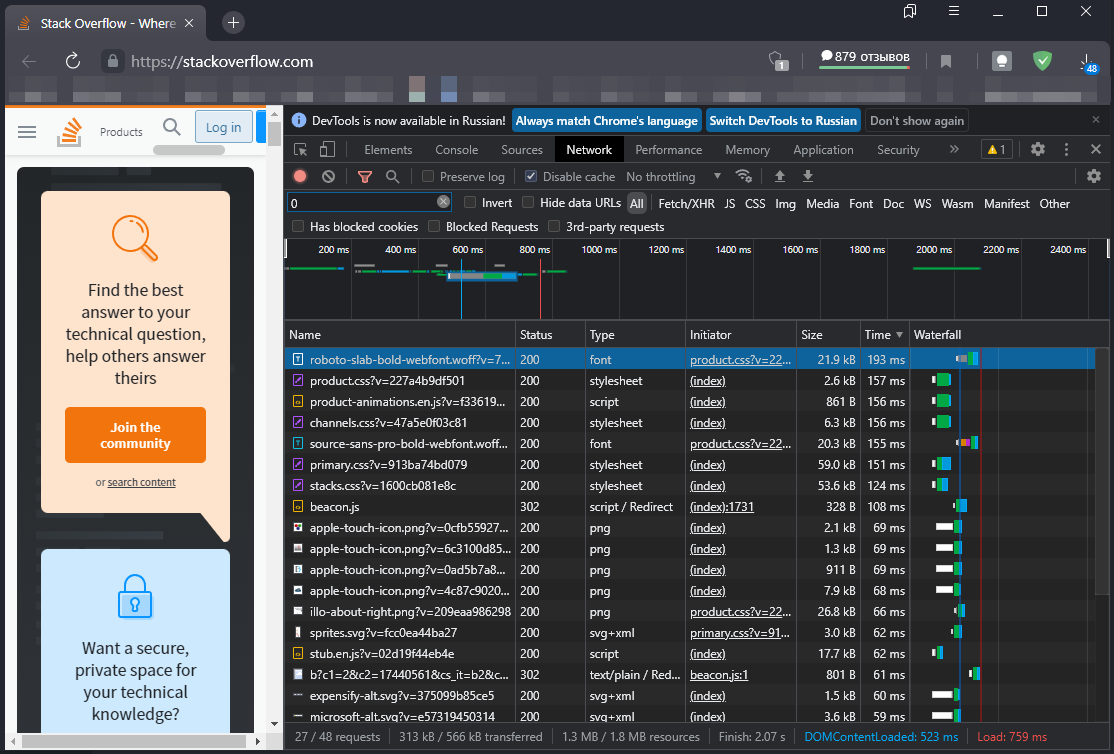 Stack Overflow - Where
https://stackoverflow.com
1
879 отзывов
48
Products
Log in
Find the best
answer to your
technical question,
help others answer
theirs
Join the
community
or search content
Want a secure,
private space for
your technical
knowledge?
DevTools is now available in Russian!
Always match Chrome's language
Switch DevTools to Russian
Don't show again
Elements Console Sources Network Performance Memory Application Security 1
Preserve log Disable cache No throttling
0
Invert Hide data URLs All Fetch/XHR JS CSS Img Media Font Doc WS Wasm Manifest Other
Has blocked cookies Blocked Requests 3rd-party requests
200 ms 400 ms 600 ms 800 ms 1000 ms 1200 ms 1400 ms 1600 ms 1800 ms 2000 ms 2200 ms 2400 ms
Name Status Type Initiator Size Time Waterfall
roboto-slab-bold-webfont.woff?v=7... 200 font product.css?v=22... 21.9 kB 193 ms
product.css?v=227a4b9df501 200 stylesheet (index) 2.6 kB 157 ms
product-animations.en.js?v=f33619... 200 script (index) 861 B 156 ms
channels.css?v=47a5e0f03c81 200 stylesheet (index) 6.3 kB 156 ms
source-sans-pro-bold-webfont.woff... 200 font product.css?v=22... 20.3 kB 155 ms
primary.css?v=913ba74bd079 200 stylesheet (index) 59.0 kB 151 ms
stacks.css?v=1600cb081e8c 200 stylesheet (index) 53.6 kB 124 ms
beacon.js 302 script / Redirect (index):1731 328 B 108 ms
apple-touch-icon.png?v=0cfb55927... 200 png (index) 2.1 kB 69 ms
apple-touch-icon.png?v=6c3100d85... 200 png (index) 1.3 kB 69 ms
apple-touch-icon.png?v=0ad5b7a8... 200 png (index) 911 B 69 ms
apple-touch-icon.png?v=4c87c9020... 200 png (index) 7.9 kB 68 ms
illo-about-right.png?v=209eaa986298 200 png product.css?v=22... 26.8 kB 66 ms
sprites.svg?v=fcc0ea44ba27 200 svg+xml primary.css?v=91... 3.0 kB 62 ms
stub.en.js?v=02d19f44eb4e 200 script (index) 17.7 kB 62 ms
b?c1=2&c2=17440561&cs_it=b2&c... 302 text/plain / Red... beacon.js:1 801 B 61 ms
expensify-alt.svg?v=375099b85ce5 200 svg+xml (index) 1.5 kB 60 ms
microsoft-alt.svg?v=e57319450314 200 svg+xml (index) 3.6 kB 59 ms
27 / 48 requests 313 kB / 566 kB transferred 1.3 MB / 1.8 MB resources Finish: 2.07 s DOMContentLoaded: 523 ms Load: 759 ms